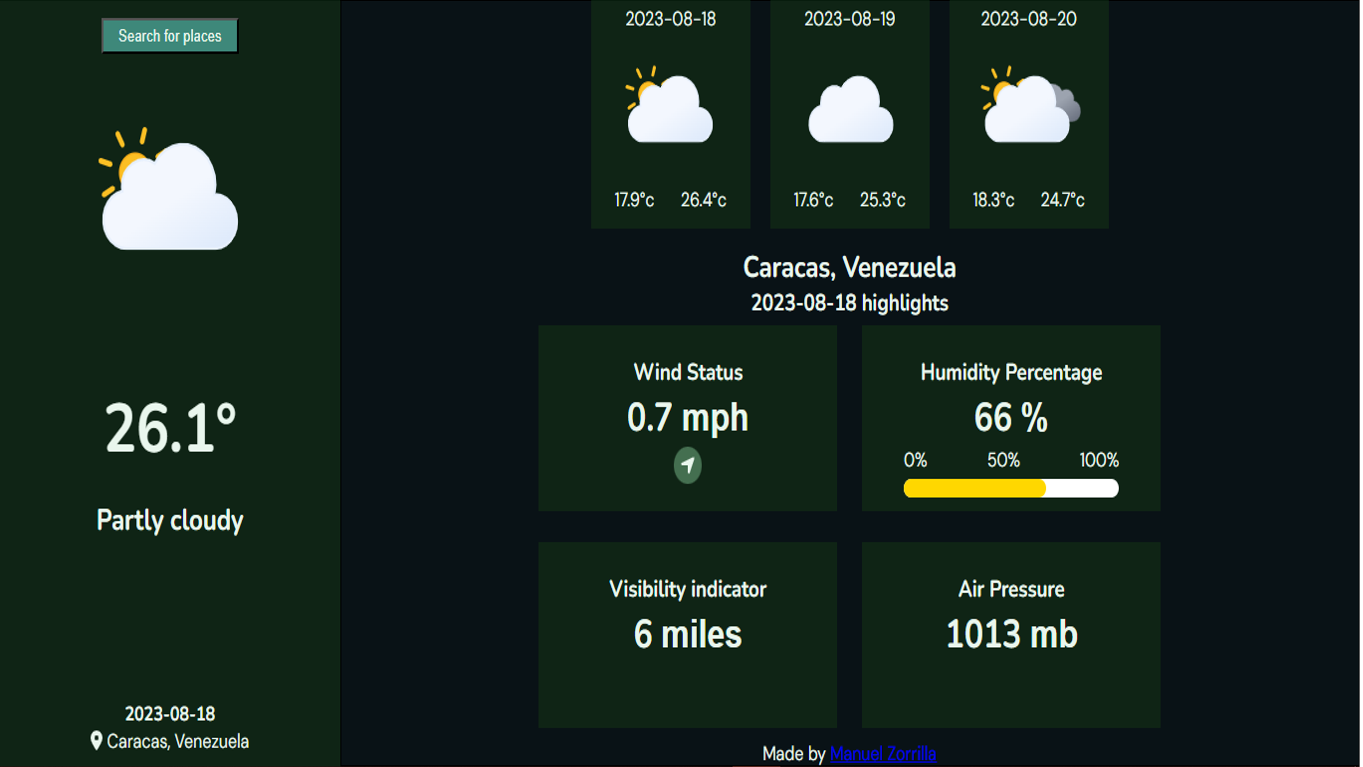 Search for places
26.1°
Partly cloudy
2023-08-18
Caracas, Venezuela
2023-08-18
17.9°c 26.4°c
2023-08-19
17.6°c 25.3°c
2023-08-20
18.3°c 24.7°c
Caracas, Venezuela
2023-08-18 highlights
Wind Status
0.7 mph
Humidity Percentage
66 %
0% 50% 100%
Visibility indicator
6 miles
Air Pressure
1013 mb
Made by Manuel Zorrilla